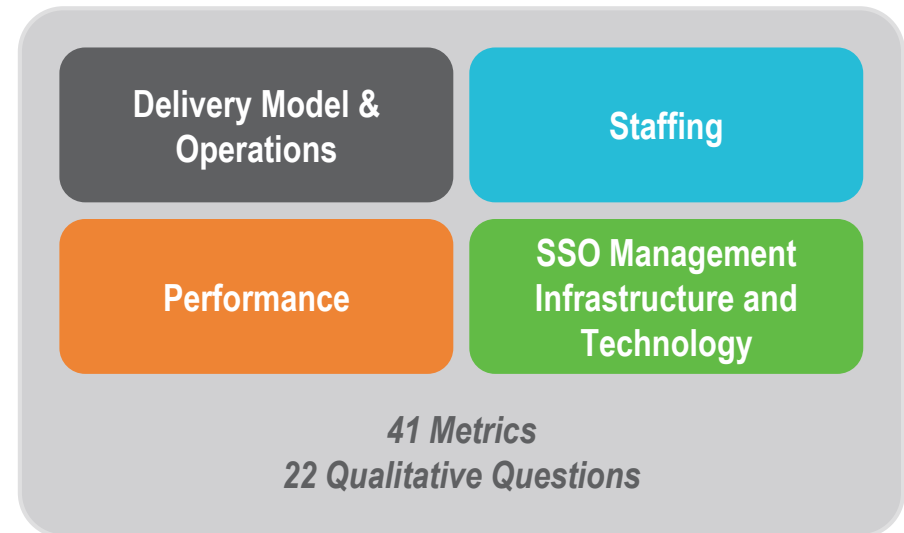 Delivery Model &
Operations
Staffing
Performance
SSO Management
Infrastructure and
Technology
41 Metrics
22 Qualitative Questions